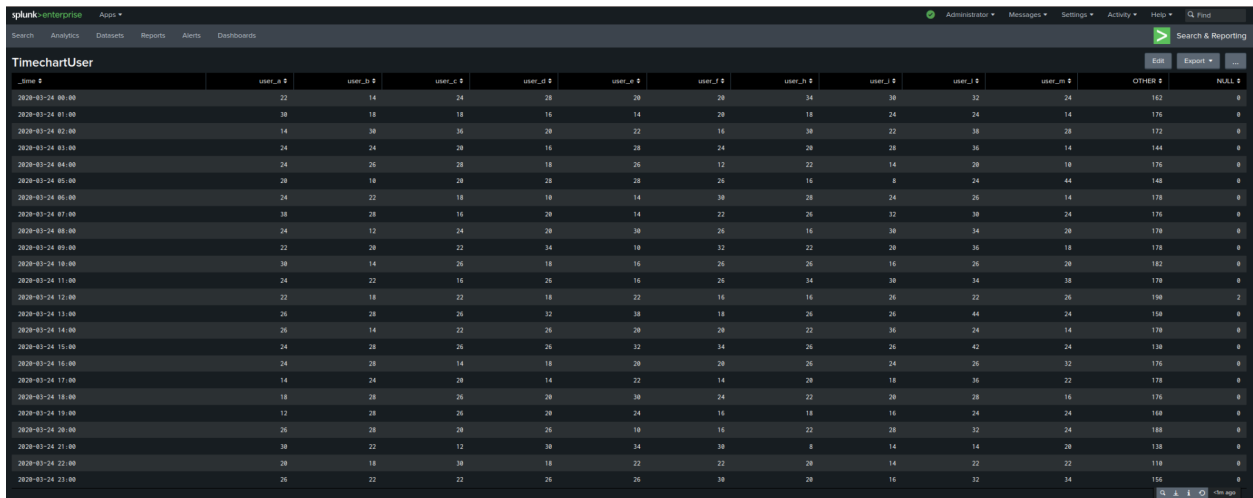 splunk>enterprise Apps Administrator Messages Settings Activity Help Find
Search Analytics Datasets Reports Alerts Dashboards Search & Reporting
TimechartUser Edit Export ...
_time user_a user_b user_c user_d user_e user_f user_h user_i user_l user_m OTHER NULL
2020-03-24 00:00 22 14 24 28 20 20 34 30 32 24 162 0
2020-03-24 01:00 30 18 18 16 14 20 18 24 24 14 176 0
2020-03-24 02:00 14 30 36 20 22 16 30 22 38 28 172 0
2020-03-24 03:00 24 24 20 16 28 24 20 28 36 14 144 0
2020-03-24 04:00 24 26 28 18 26 12 22 14 20 10 176 0
2020-03-24 05:00 20 10 20 28 28 26 16 8 24 44 148 0
2020-03-24 06:00 24 22 18 10 14 30 28 24 26 14 178 0
2020-03-24 07:00 38 28 16 20 14 22 26 32 30 24 176 0
2020-03-24 08:00 24 12 24 20 30 26 16 30 34 20 170 0
2020-03-24 09:00 22 20 22 34 10 32 22 20 36 18 178 0
2020-03-24 10:00 30 14 26 18 16 26 26 16 26 20 182 0
2020-03-24 11:00 24 22 16 26 16 26 34 30 34 38 170 0
2020-03-24 12:00 22 18 22 18 22 16 16 26 22 26 190 2
2020-03-24 13:00 26 28 26 32 30 18 26 26 44 24 150 0
2020-03-24 14:00 26 14 22 26 20 20 22 36 24 14 170 0
2020-03-24 15:00 24 28 26 26 32 34 26 26 42 24 130 0
2020-03-24 16:00 24 28 14 18 20 20 26 24 26 32 176 0
2020-03-24 17:00 14 24 20 14 22 14 20 18 36 22 178 0
2020-03-24 18:00 18 28 26 20 30 24 22 20 28 16 176 0
2020-03-24 19:00 12 28 26 20 24 16 18 16 24 24 160 0
2020-03-24 20:00 26 28 20 26 10 16 22 28 32 24 188 0
2020-03-24 21:00 30 22 12 30 34 30 8 14 14 20 138 0
2020-03-24 22:00 20 18 30 18 22 22 20 14 22 22 110 0
2020-03-24 23:00 26 22 22 26 26 30 20 16 32 34 156 0
<1m ago